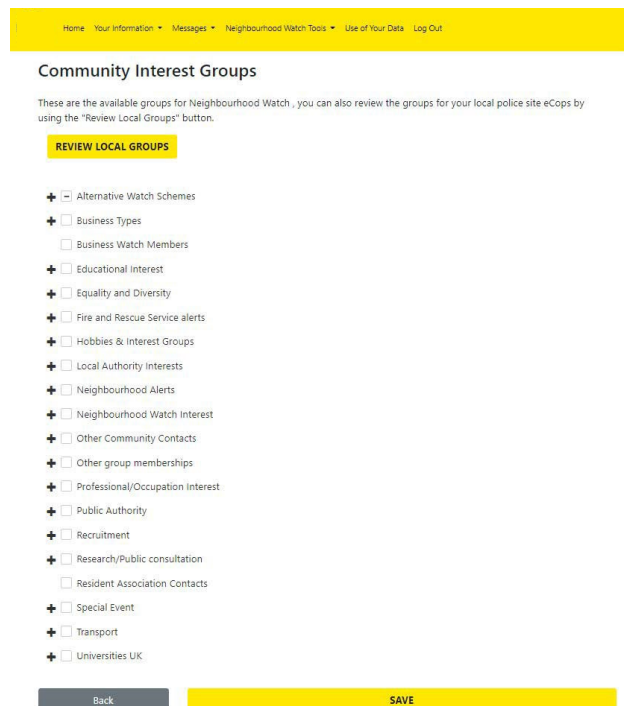 Home Your Information Messages Neighbourhood Watch Tools Use of Your Data Log Out
Community Interest Groups
These are the available groups for Neighbourhood Watch , you can also review the groups for your local police site eCops by
using the "Review Local Groups" button.
REVIEW LOCAL GROUPS
Alternative Watch Schemes
Business Types
Business Watch Members
Educational Interest
Equality and Diversity
Fire and Rescue Service alerts
Hobbies & Interest Groups
Local Authority Interests
Neighbourhood Alerts
Neighbourhood Watch Interest
Other Community Contacts
Other group memberships
Professional/Occupation Interest
Public Authority
Recruitment
Research/Public consultation
Resident Association Contacts
Special Event
Transport
Universities UK
Back SAVE